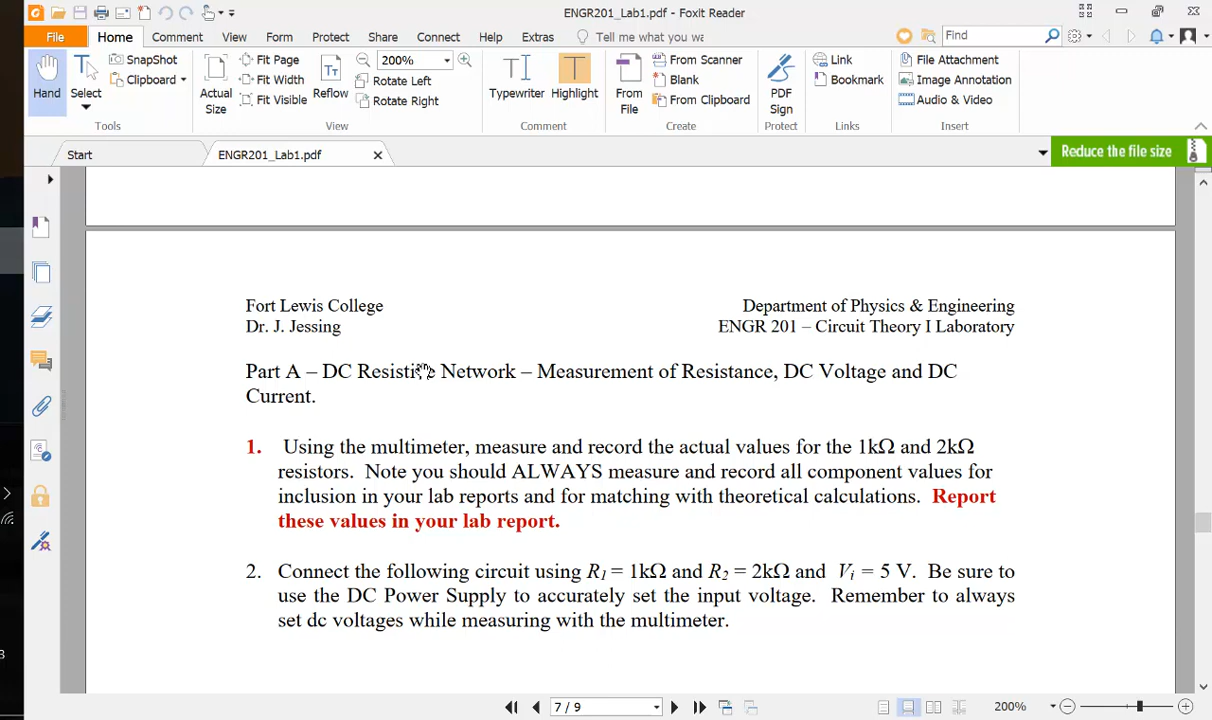 ENGR201_Lab1.pdf - Foxit Reader
File Home Comment View Form Protect Share Connect Help Extras Tell me what you wa Find
Hand Select SnapShot Clipboard Actual Size Fit Page Fit Width Fit Visible Reflow 200% Rotate Left Rotate Right Typewriter Highlight From File From Scanner Blank From Clipboard PDF Sign Link Bookmark File Attachment Image Annotation Audio & Video
Tools View Comment Create Protect Links Insert
Start ENGR201_Lab1.pdf Reduce the file size
Fort Lewis College Department of Physics & Engineering
Dr. J. Jessing ENGR 201 – Circuit Theory I Laboratory
Part A – DC Resistive Network – Measurement of Resistance, DC Voltage and DC
Current.
1. Using the multimeter, measure and record the actual values for the 1kΩ and 2kΩ
resistors. Note you should ALWAYS measure and record all component values for
inclusion in your lab reports and for matching with theoretical calculations. Report
these values in your lab report.
2. Connect the following circuit using R1 = 1kΩ and R2 = 2kΩ and Vi = 5 V. Be sure to
use the DC Power Supply to accurately set the input voltage. Remember to always
set dc voltages while measuring with the multimeter.
3
7 / 9 200%